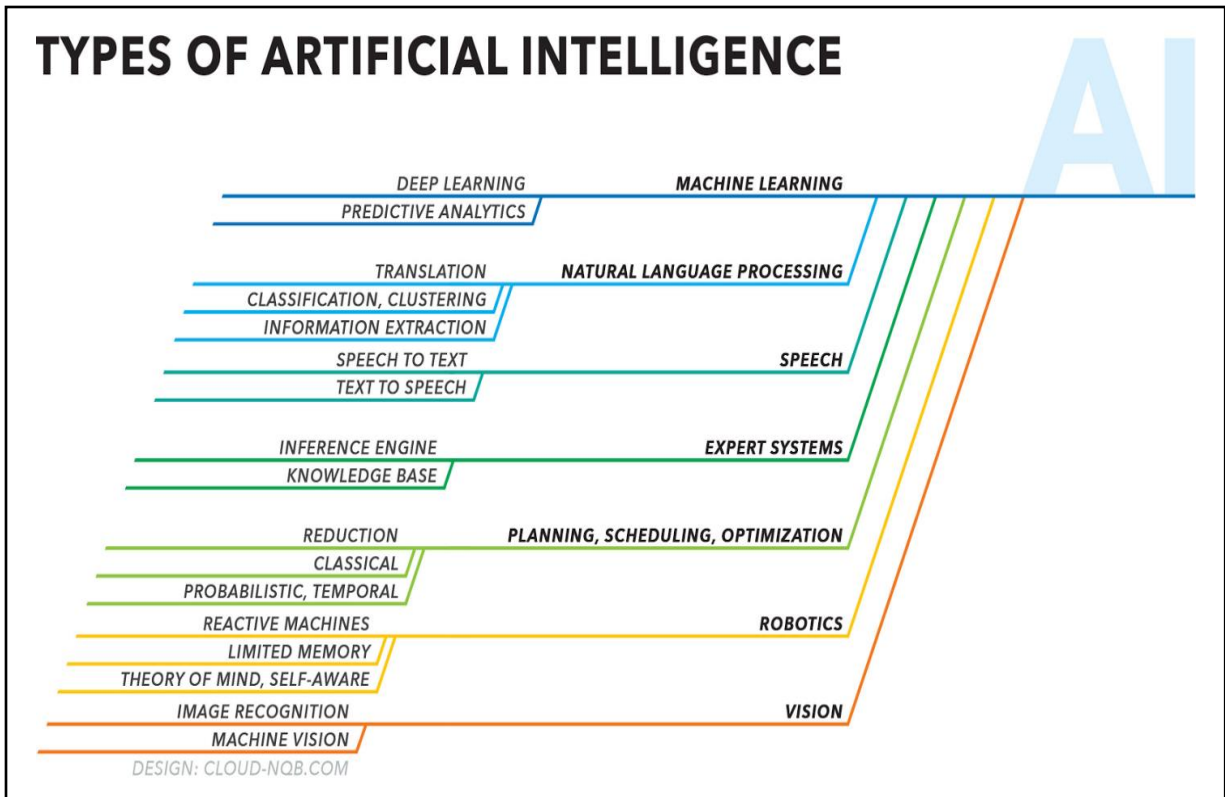 TYPES OF ARTIFICIAL INTELLIGENCE
AI
DEEP LEARNING MACHINE LEARNING
PREDICTIVE ANALYTICS
TRANSLATION NATURAL LANGUAGE PROCESSING
CLASSIFICATION, CLUSTERING
INFORMATION EXTRACTION
SPEECH TO TEXT SPEECH
TEXT TO SPEECH
INFERENCE ENGINE EXPERT SYSTEMS
KNOWLEDGE BASE
REDUCTION PLANNING, SCHEDULING, OPTIMIZATION
CLASSICAL
PROBABILISTIC, TEMPORAL
REACTIVE MACHINES ROBOTICS
LIMITED MEMORY
THEORY OF MIND, SELF-AWARE
IMAGE RECOGNITION VISION
MACHINE VISION
DESIGN: CLOUD-NQB.COM